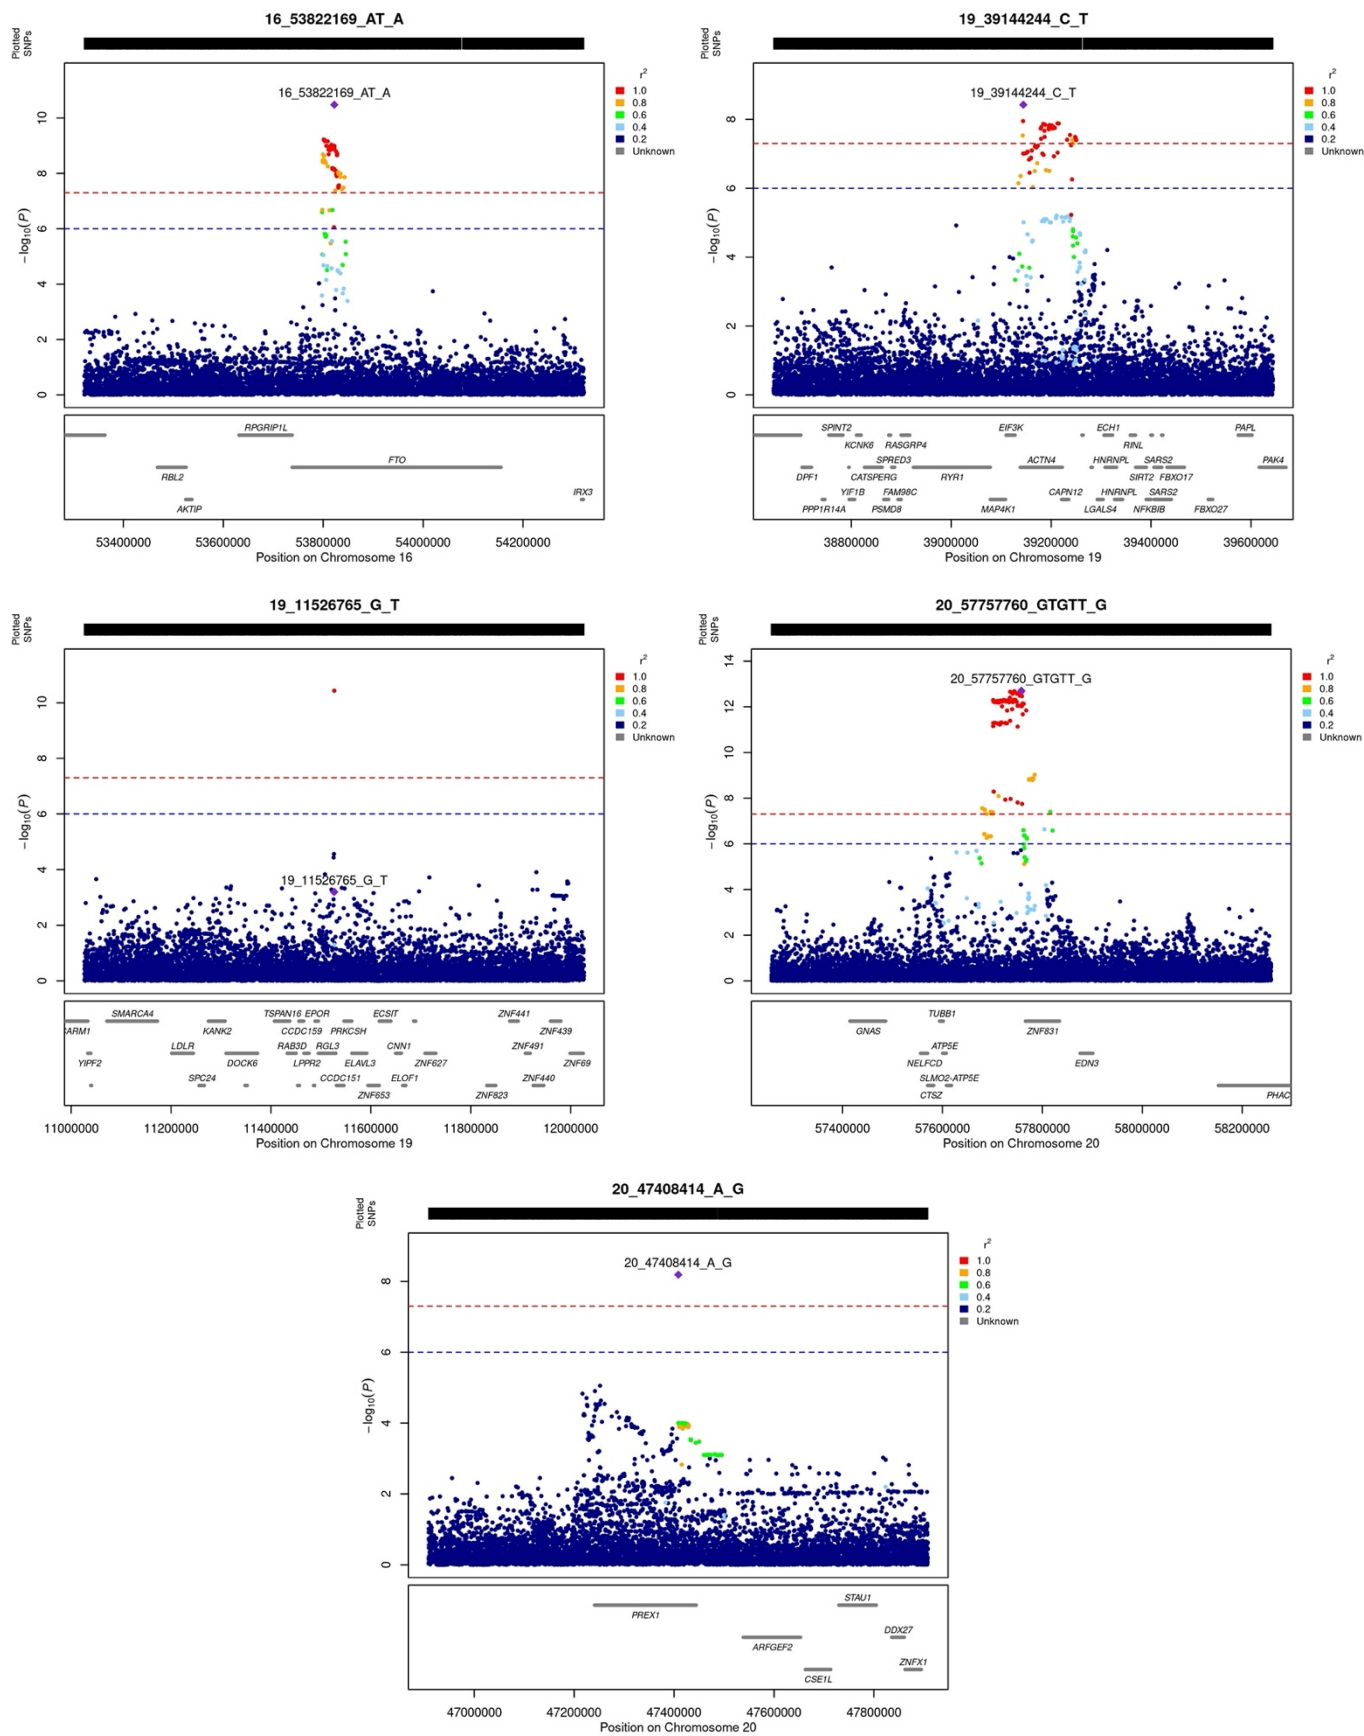 16_53822169_AT_A
Plotted
SNPs
r2
1.0
0.8
0.6
0.4
0.2
Unknown
16_53822169_AT_A
−log10(P)
10
8
6
4
2
0
RPGRIP1L
FTO
RBL2
IRX3
AKTIP
53400000 53600000 53800000 54000000 54200000
Position on Chromosome 16
19_39144244_C_T
Plotted
SNPs
r2
1.0
0.8
0.6
0.4
0.2
Unknown
19_39144244_C_T
−log10(P)
8
6
4
2
0
SPINT2 EIF3K ECH1 PAPL
KCNK6 RASGRP4 RINL
SPRED3 ACTN4 HNRNPL SARS2 PAK4
DPF1 CATSPERG RYR1 SIRT2 FBXO17
YIF1B FAM98C CAPN12 HNRNPL SARS2
PPP1R14A PSMD8 MAP4K1 LGALS4 NFKBIB FBXO27
38800000 39000000 39200000 39400000 39600000
Position on Chromosome 19
19_11526765_G_T
Plotted
SNPs
r2
1.0
0.8
0.6
0.4
0.2
Unknown
19_11526765_G_T
−log10(P)
10
8
6
4
2
0
SMARCA4 TSPAN16 EPOR ECSIT ZNF441
CARM1 KANK2 CCDC159 PRKCSH ZNF439
LDLR RAB3D RGL3 CNN1 ZNF491
YIPF2 DOCK6 LPPR2 ELAVL3 ZNF627 ZNF69
SPC24 CCDC151 ELOF1 ZNF440
ZNF653 ZNF823
11000000 11200000 11400000 11600000 11800000 12000000
Position on Chromosome 19
20_57757760_GTGTT_G
Plotted
SNPs
r2
1.0
0.8
0.6
0.4
0.2
Unknown
20_57757760_GTGTT_G
−log10(P)
14
12
10
8
6
4
2
0
TUBB1
GNAS ZNF831
ATP5E
NELFCD EDN3
SLMO2-ATP5E
CTSZ PHAC
57400000 57600000 57800000 58000000 58200000
Position on Chromosome 20
20_47408414_A_G
Plotted
SNPs
r2
1.0
0.8
0.6
0.4
0.2
Unknown
20_47408414_A_G
−log10(P)
8
6
4
2
0
STAU1
PREX1
DDX27
ARFGEF2
ZNFX1
CSE1L
47000000 47200000 47400000 47600000 47800000
Position on Chromosome 20